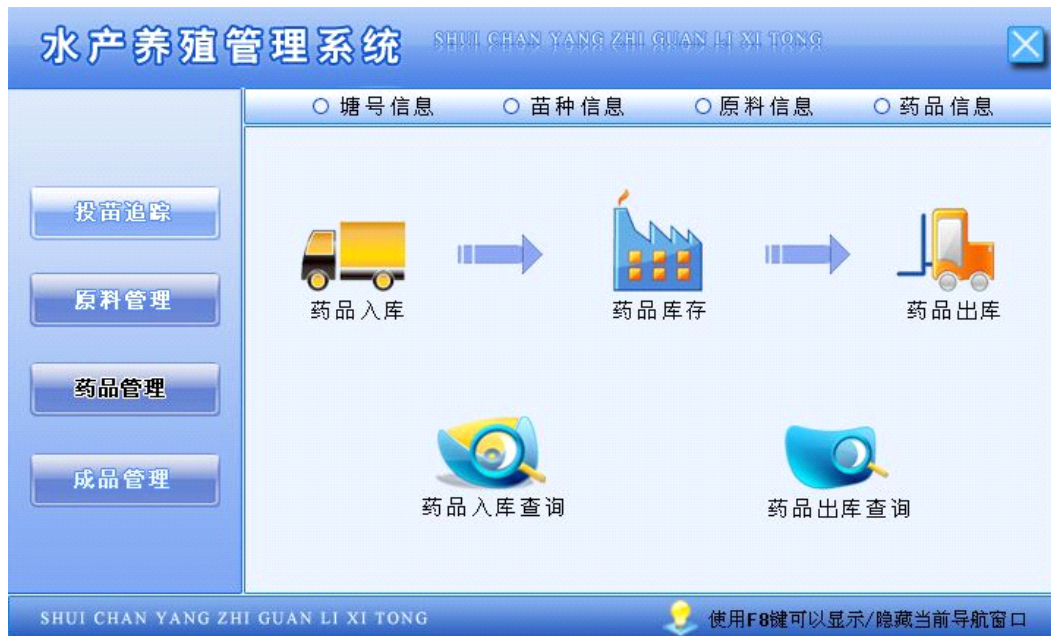 水产养殖管理系统 SHUI CHAN YANG ZHI GUAN LI XI TONG
塘号信息 苗种信息 原料信息 药品信息
投苗追踪
原料管理
药品管理
成品管理
药品入库 药品库存 药品出库
药品入库查询 药品出库查询
SHUI CHAN YANG ZHI GUAN LI XI TONG 使用F8键可以显示/隐藏当前导航窗口